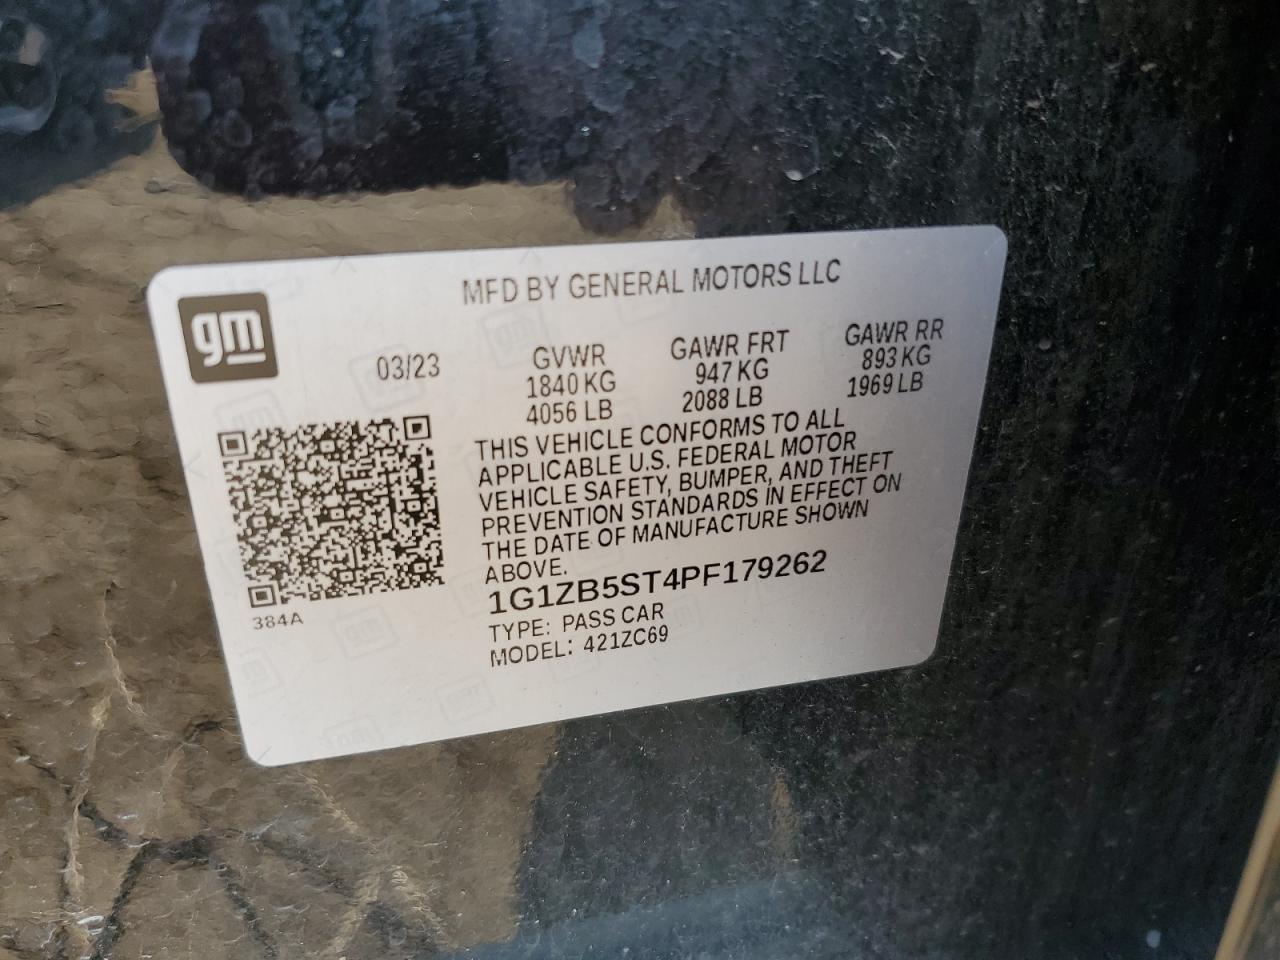 MFD BY GENERAL MOTORS LLC
gm
03/23
GVWR
1840 KG
4056 LB
GAWR FRT
947 KG
2088 LB
GAWR RR
893 KG
1969 LB
THIS VEHICLE CONFORMS TO ALL
APPLICABLE U.S. FEDERAL MOTOR
VEHICLE SAFETY, BUMPER, AND THEFT
PREVENTION STANDARDS IN EFFECT ON
THE DATE OF MANUFACTURE SHOWN
ABOVE.
1G1ZB5ST4PF179262
TYPE: PASS CAR
MODEL: 421ZC69
384A